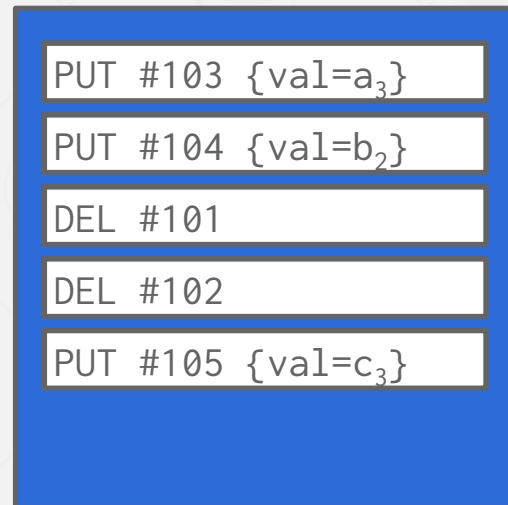 PUT #103 {val=a₃}
PUT #104 {val=b₂}
DEL #101
DEL #102
PUT #105 {val=c₃}